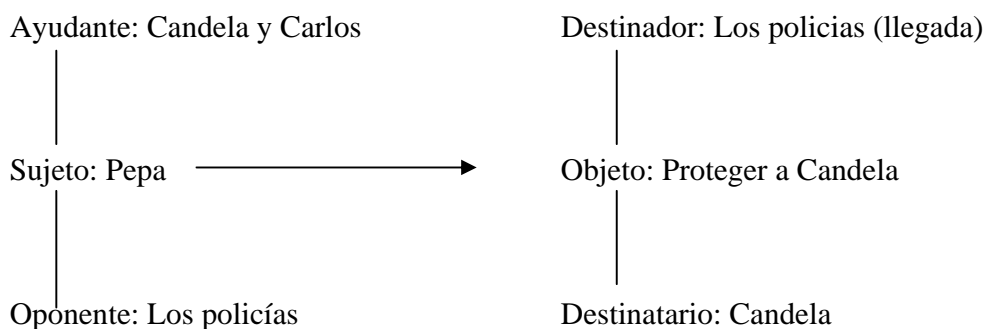 Ayudante: Candela y Carlos
Destinador: Los policias (llegada)
Sujeto: Pepa
Objeto: Proteger a Candela
Oponente: Los policías
Destinatario: Candela